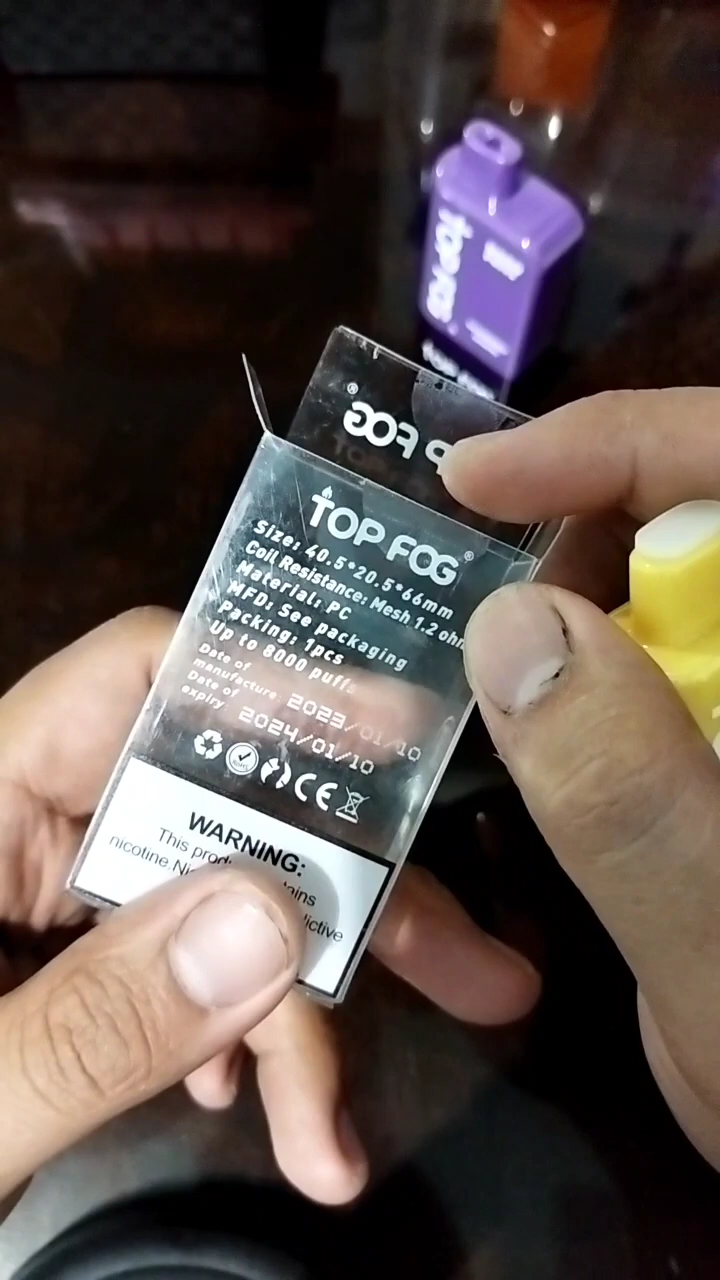 TOP FOG
TOP FOG®
Size: 40.5*20.5*66mm
Coil Resistance: Mesh 1.2 ohm
Material: PC
MFD: See packaging
Packing: 1pcs
Up to 8000 puffs
Date of
manufacture: 2023/01/10
Date of
expiry: 2024/01/10
CE
WARNING:
This
nicotine.